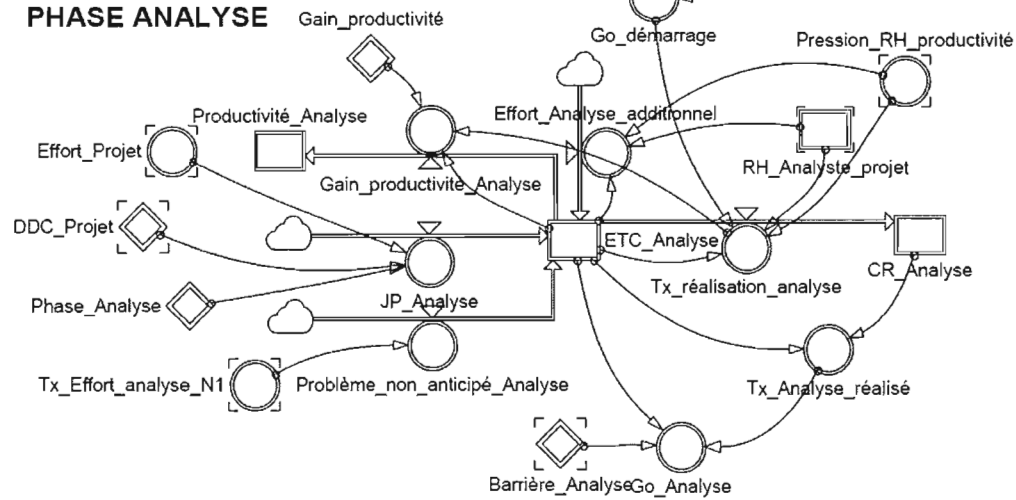 PHASE ANALYSE
Gain_productivité
Go_démarrage
Pression_RH_productivité
Productivité_Analyse
Effort_Analyse_additionnel
Effort_Projet
RH_Analyste_projet
Gain_productivité_Analyse
DDC_Projet
ETC_Analyse
CR_Analyse
Tx_réalisation_analyse
Phase_Analyse
JP_Analyse
Tx_Effort_analyse_N1
Problème_non_anticipé_Analyse
Tx_Analyse_réalisé
Barrière_Analyse
Go_Analyse